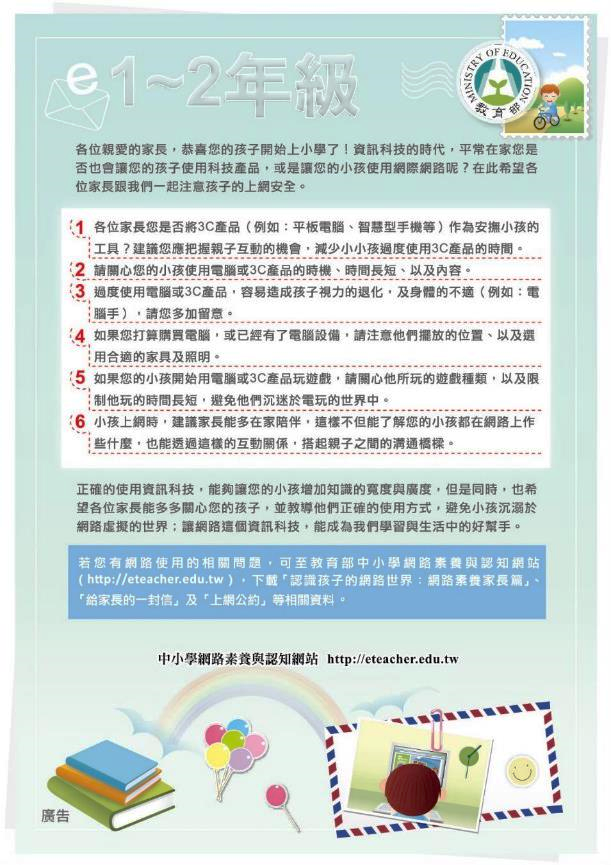 e 1~2年級
MINISTRY OF EDUCATION
教育部
各位親愛的家長，恭喜您的孩子開始上小學了！資訊科技的時代，平常在家您是
否也會讓您的孩子使用科技產品，或是讓您的小孩使用網際網路呢？在此希望各
位家長跟我們一起注意孩子的上網安全。
1 各位家長您是否將3C產品（例如：平板電腦、智慧型手機等）作為安撫小孩的
工具？建議您應把握親子互動的機會，減少小小孩過度使用3C產品的時間。
2 請關心您的小孩使用電腦或3C產品的時機、時間長短、以及內容。
3 過度使用電腦或3C產品，容易造成孩子視力的退化，及身體的不適（例如：電
腦手），請您多加留意。
4 如果您打算購買電腦，或已經有了電腦設備，請注意他們擺放的位置、以及選
用合適的家具及照明。
5 如果您的小孩開始用電腦或3C產品玩遊戲，請關心他所玩的遊戲種類，以及限
制他玩的時間長短，避免他們沉迷於電玩的世界中。
6 小孩上網時，建議家長能多在家陪伴，這樣不但能了解您的小孩都在網路上作
些什麼，也能透過這樣的互動關係，搭起親子之間的溝通橋樑。
正確的使用資訊科技，能夠讓您的小孩增加知識的寬度與廣度，但是同時，也希
望各位家長能多多關心您的孩子，並教導他們正確的使用方式，避免小孩沉溺於
網路虛擬的世界；讓網路這個資訊科技，能成為我們學習與生活中的好幫手。
若您有網路使用的相關問題，可至教育部中小學網路素養與認知網站
（http://eteacher.edu.tw），下載「認識孩子的網路世界：網路素養家長篇」、
「給家長的一封信」及「上網公約」等相關資料。
中小學網路素養與認知網站 http://eteacher.edu.tw
廣告